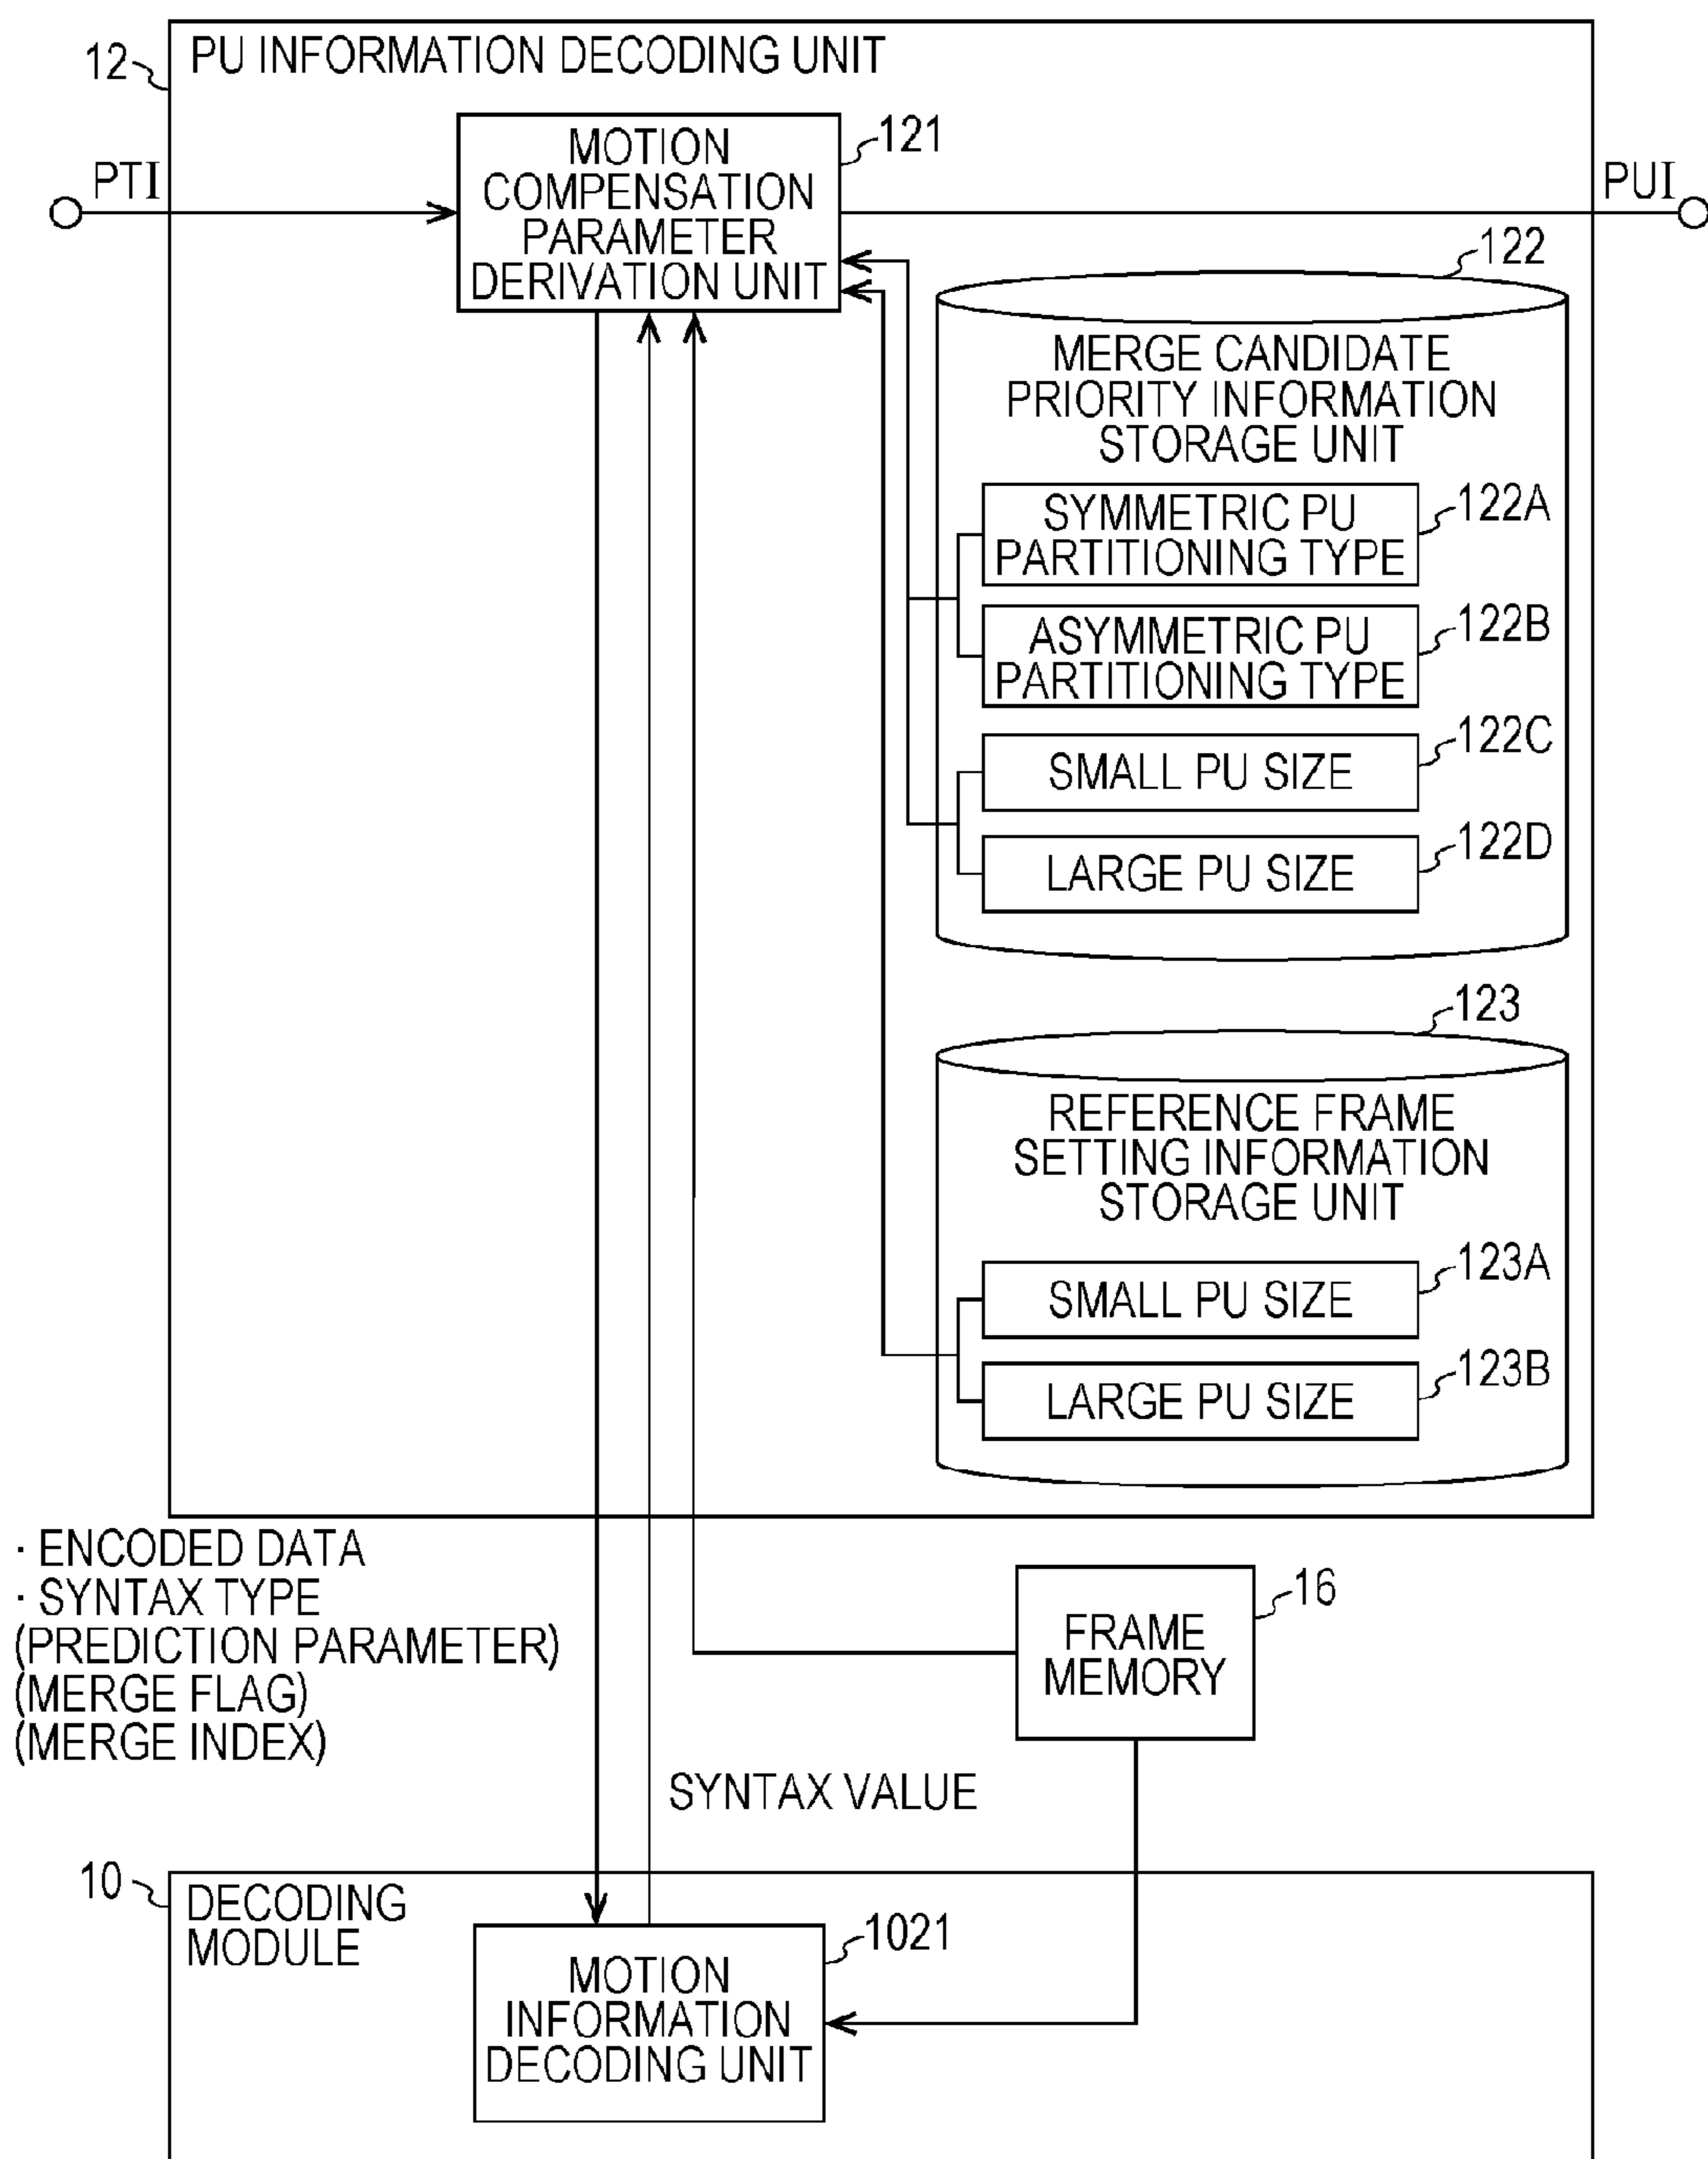 12
PU INFORMATION DECODING UNIT
PTI
MOTION
COMPENSATION
PARAMETER
DERIVATION UNIT
121
PUI
122
MERGE CANDIDATE
PRIORITY INFORMATION
STORAGE UNIT
SYMMETRIC PU
PARTITIONING TYPE
122A
ASYMMETRIC PU
PARTITIONING TYPE
122B
SMALL PU SIZE
122C
LARGE PU SIZE
122D
123
REFERENCE FRAME
SETTING INFORMATION
STORAGE UNIT
SMALL PU SIZE
123A
LARGE PU SIZE
123B
· ENCODED DATA
· SYNTAX TYPE
(PREDICTION PARAMETER)
(MERGE FLAG)
(MERGE INDEX)
FRAME
MEMORY
16
SYNTAX VALUE
10
DECODING
MODULE
MOTION
INFORMATION
DECODING UNIT
1021